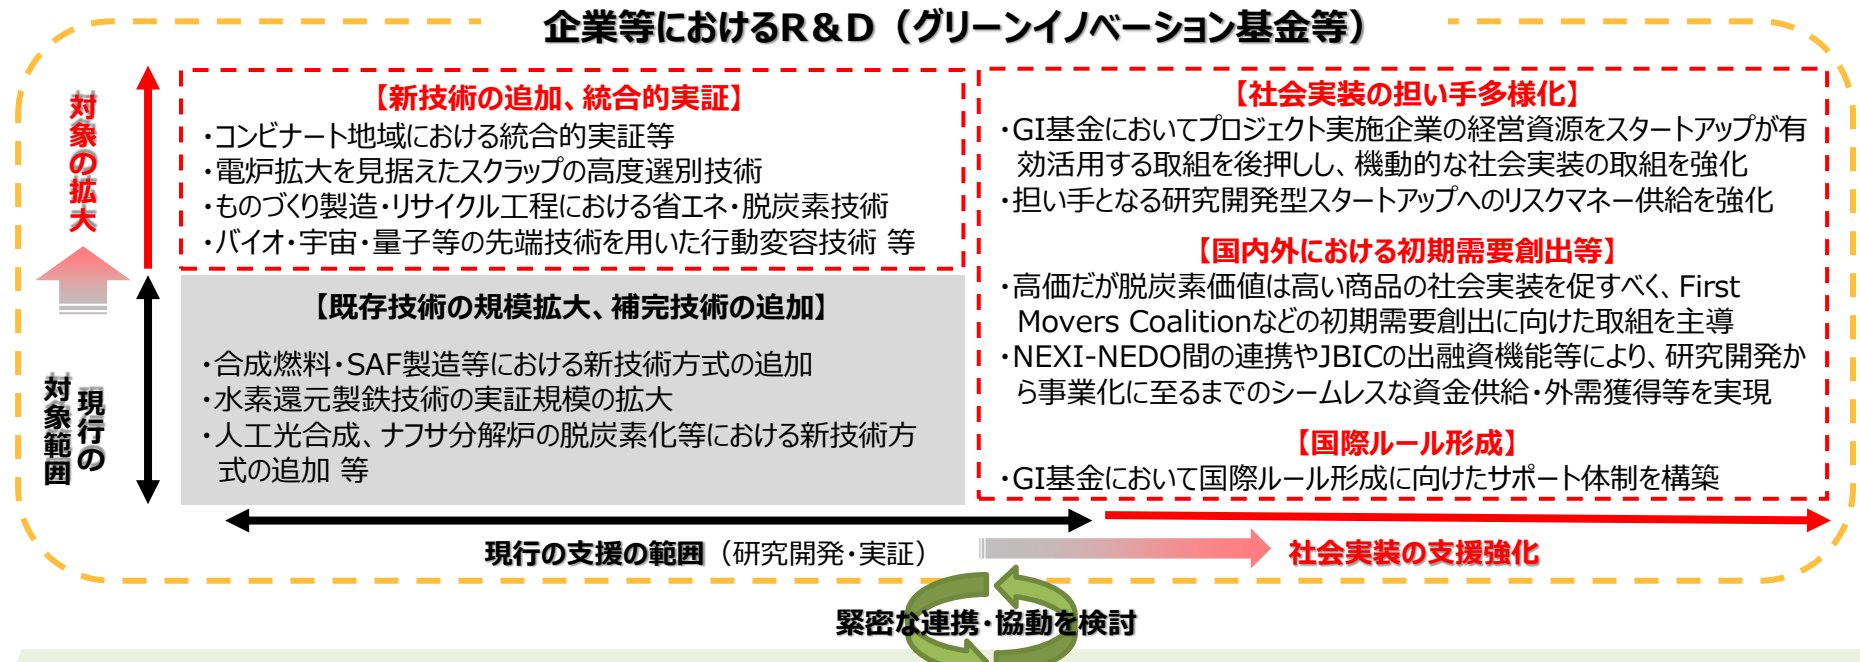 企業等におけるR&D（グリーンイノベーション基金等）
対象の拡大
【新技術の追加、統合的実証】
・コンビナート地域における統合的実証等
・電炉拡大を見据えたスクラップの高度選別技術
・ものづくり製造・リサイクル工程における省エネ・脱炭素技術
・バイオ・宇宙・量子等の先端技術を用いた行動変容技術 等
現行の
対象範囲
【既存技術の規模拡大、補完技術の追加】
・合成燃料・SAF製造等における新技術方式の追加
・水素還元製鉄技術の実証規模の拡大
・人工光合成、ナフサ分解炉の脱炭素化等における新技術方
式の追加 等
【社会実装の担い手多様化】
・GI基金においてプロジェクト実施企業の経営資源をスタートアップが有
効活用する取組を後押しし、機動的な社会実装の取組を強化
・担い手となる研究開発型スタートアップへのリスクマネー供給を強化
【国内外における初期需要創出等】
・高価だが脱炭素価値は高い商品の社会実装を促すべく、First
Movers Coalitionなどの初期需要創出に向けた取組を主導
・NEXI-NEDO間の連携やJBICの出融資機能等により、研究開発か
ら事業化に至るまでのシームレスな資金供給・外需獲得等を実現
【国際ルール形成】
・GI基金において国際ルール形成に向けたサポート体制を構築
現行の支援の範囲（研究開発・実証）
社会実装の支援強化
緊密な連携・協動を検討